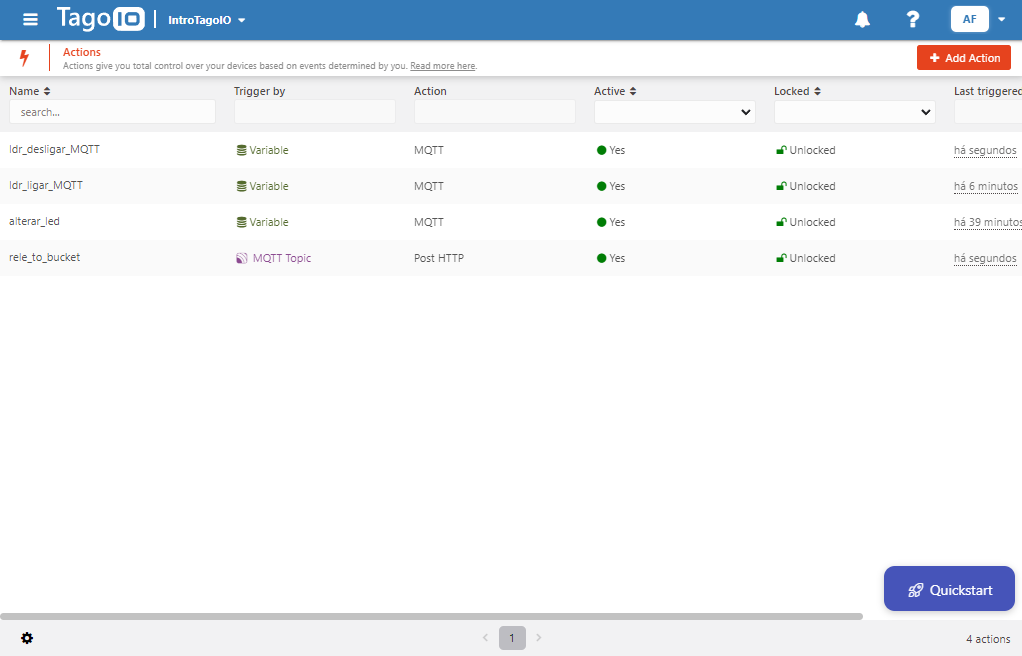 TagoIO IntroTagoIO ? AF
Actions
Actions give you total control over your devices based on events determined by you. Read more here.
+ Add Action
Name Trigger by Action Active Locked Last triggered
search...
ldr_desligar_MQTT Variable MQTT Yes Unlocked há segundos
ldr_ligar_MQTT Variable MQTT Yes Unlocked há 6 minutos
alterar_led Variable MQTT Yes Unlocked há 39 minutos
rele_to_bucket MQTT Topic Post HTTP Yes Unlocked há segundos
Quickstart
1 4 actions